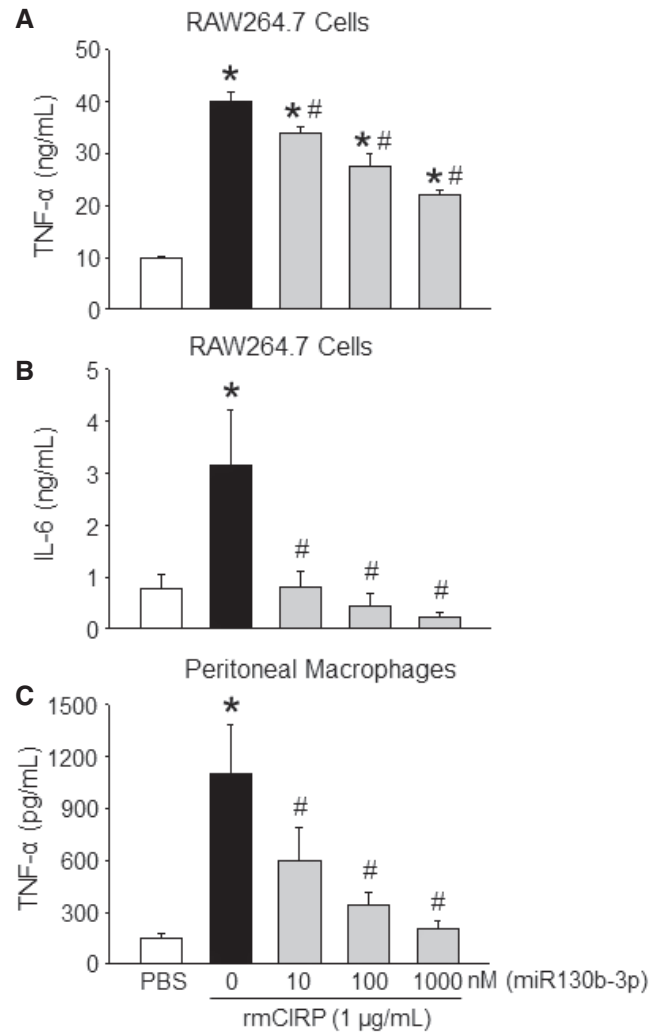 A
RAW264.7 Cells
TNF-α (ng/mL)
50
40
30
20
10
0
*
* #
* #
* #
RAW264.7 Cells
B
IL-6 (ng/mL)
5
4
3
2
1
0
*
#
#
#
Peritoneal Macrophages
C
TNF-α (pg/mL)
1500
1200
900
600
300
0
*
#
#
#
PBS 0 10 100 1000 nM (miR130b-3p)
rmCIRP (1 µg/mL)